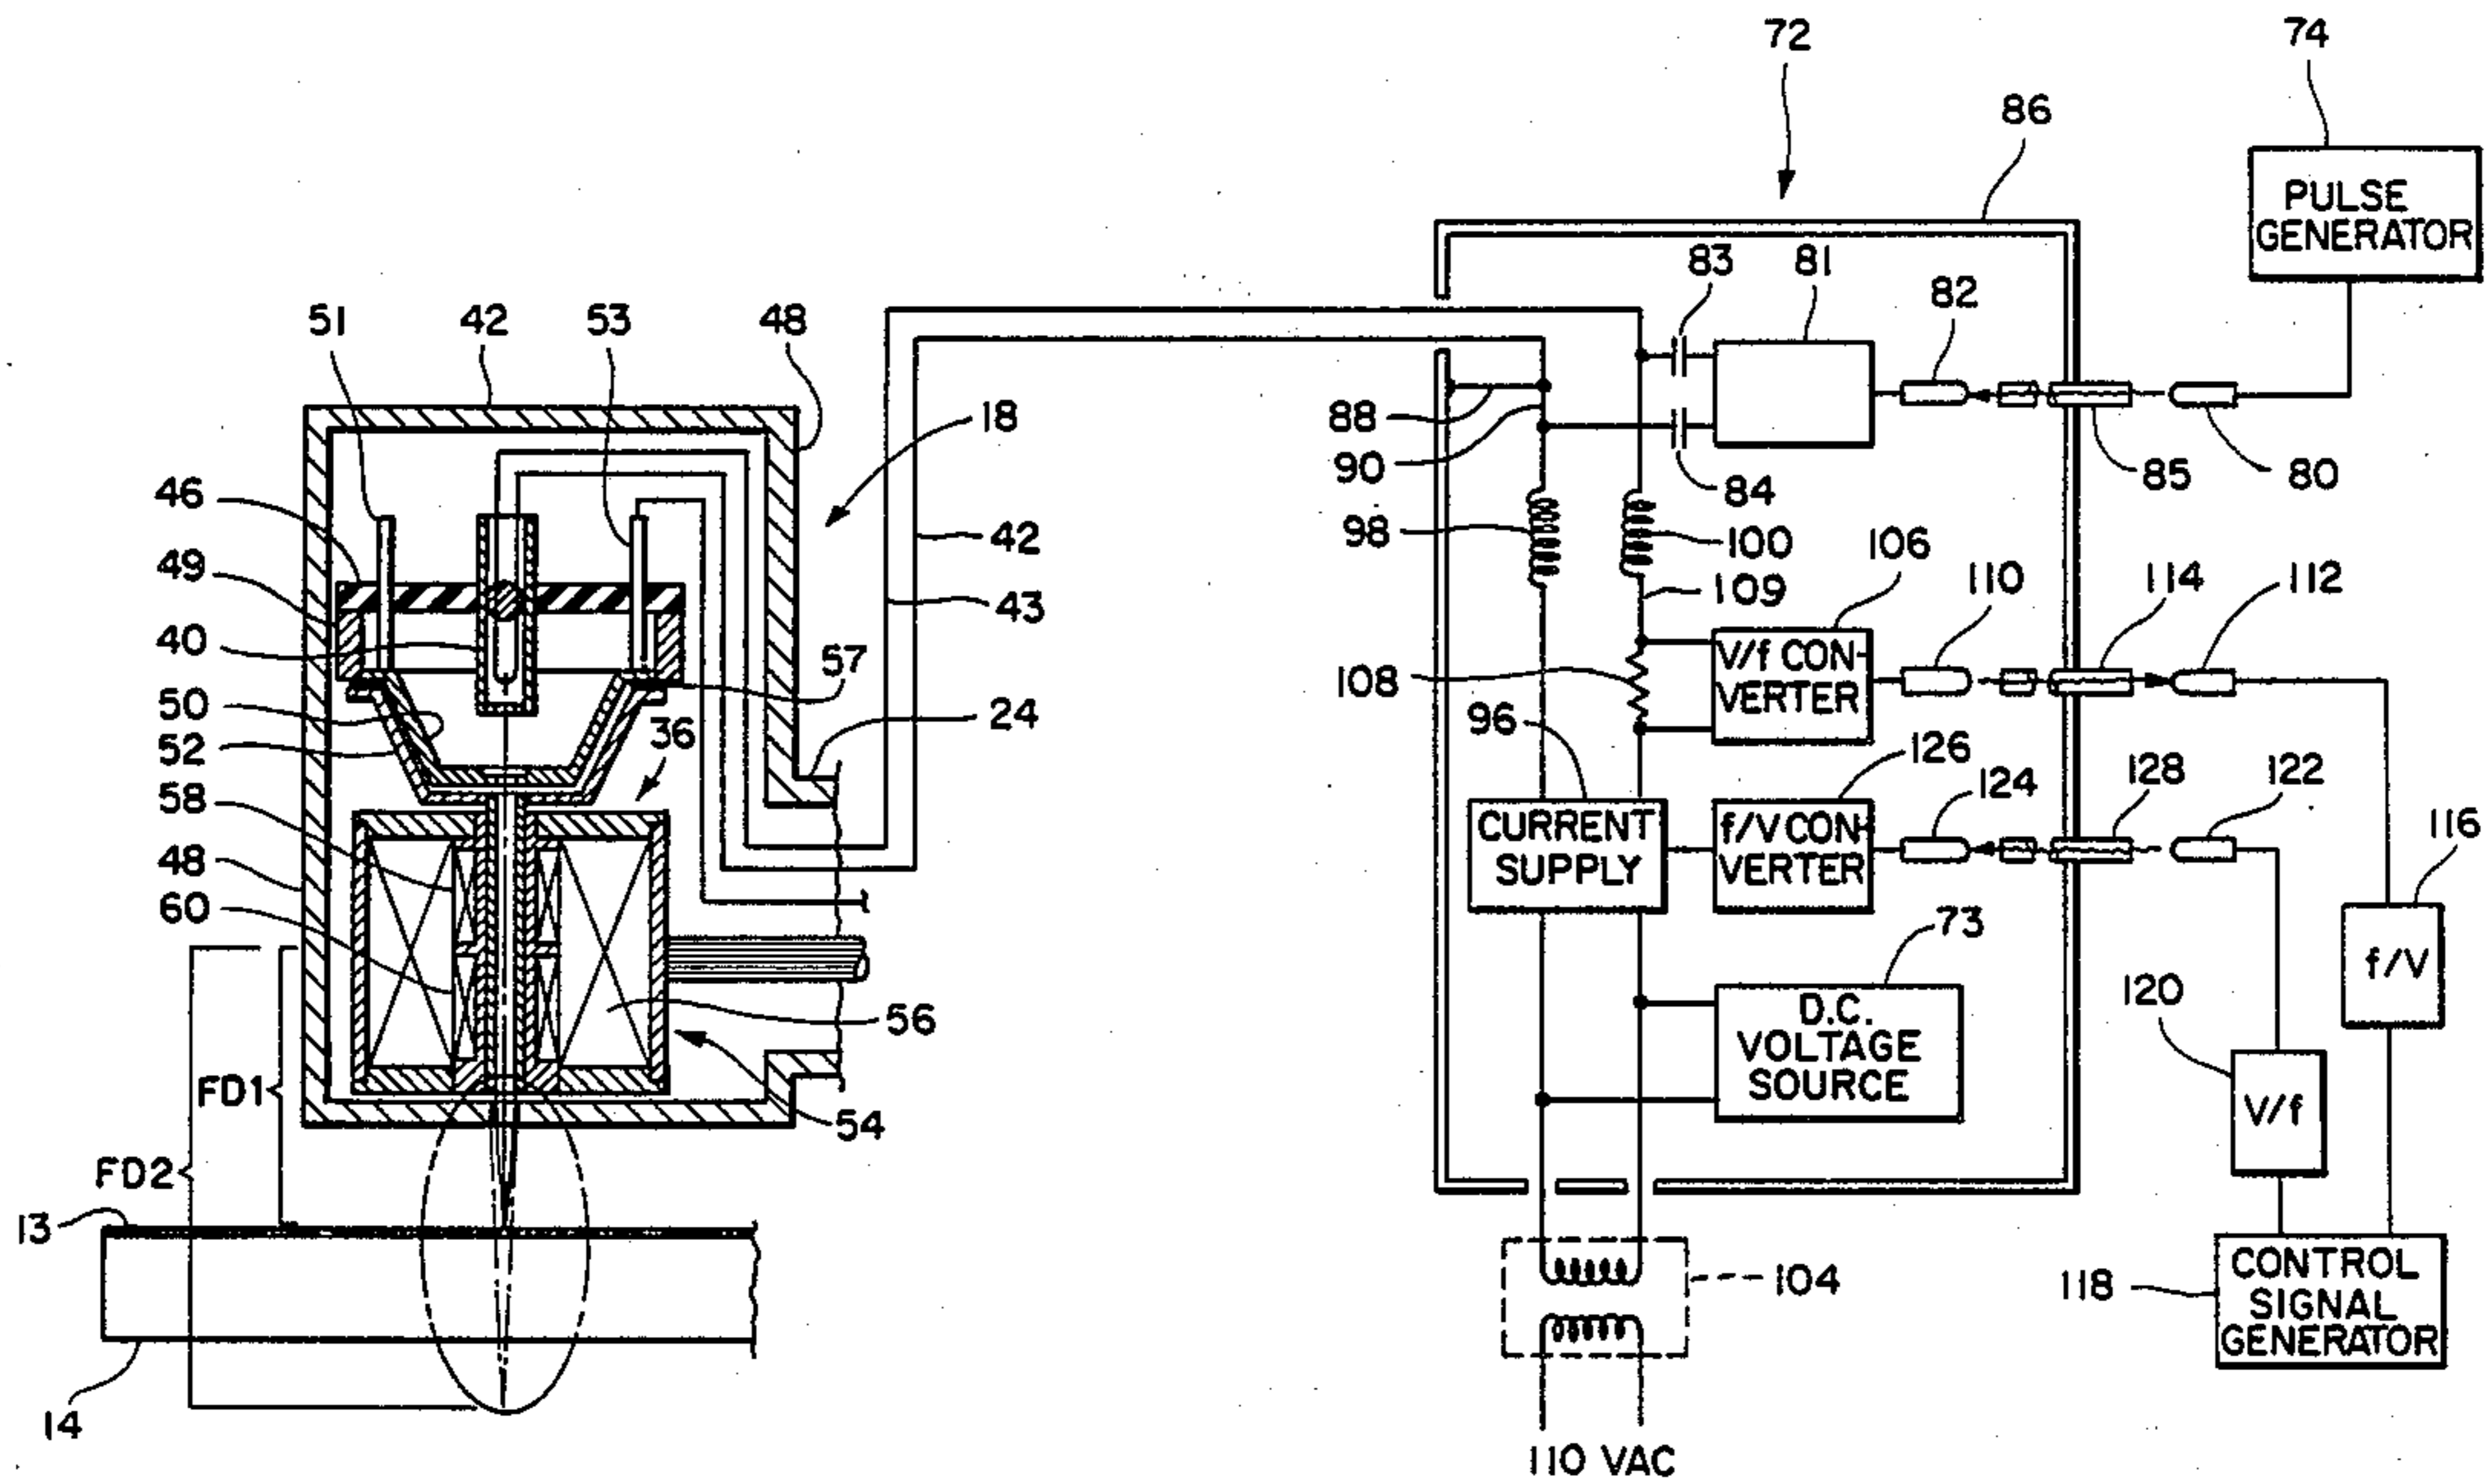 72
74
86
PULSE
GENERATOR
83
81
82
51
42
53
48
88
18
90
85
80
46
84
98
42
100
106
49
109
110
114
112
43
40
57
V/f CON-
VERTER
108
50
24
96
52
36
126
128
122
124
58
CURRENT
SUPPLY
f/V CON-
VERTER
116
48
60
73
f/V
120
56
D.C.
VOLTAGE
SOURCE
FD1
V/f
54
FD2
13
104
118
CONTROL
SIGNAL
GENERATOR
14
110 VAC